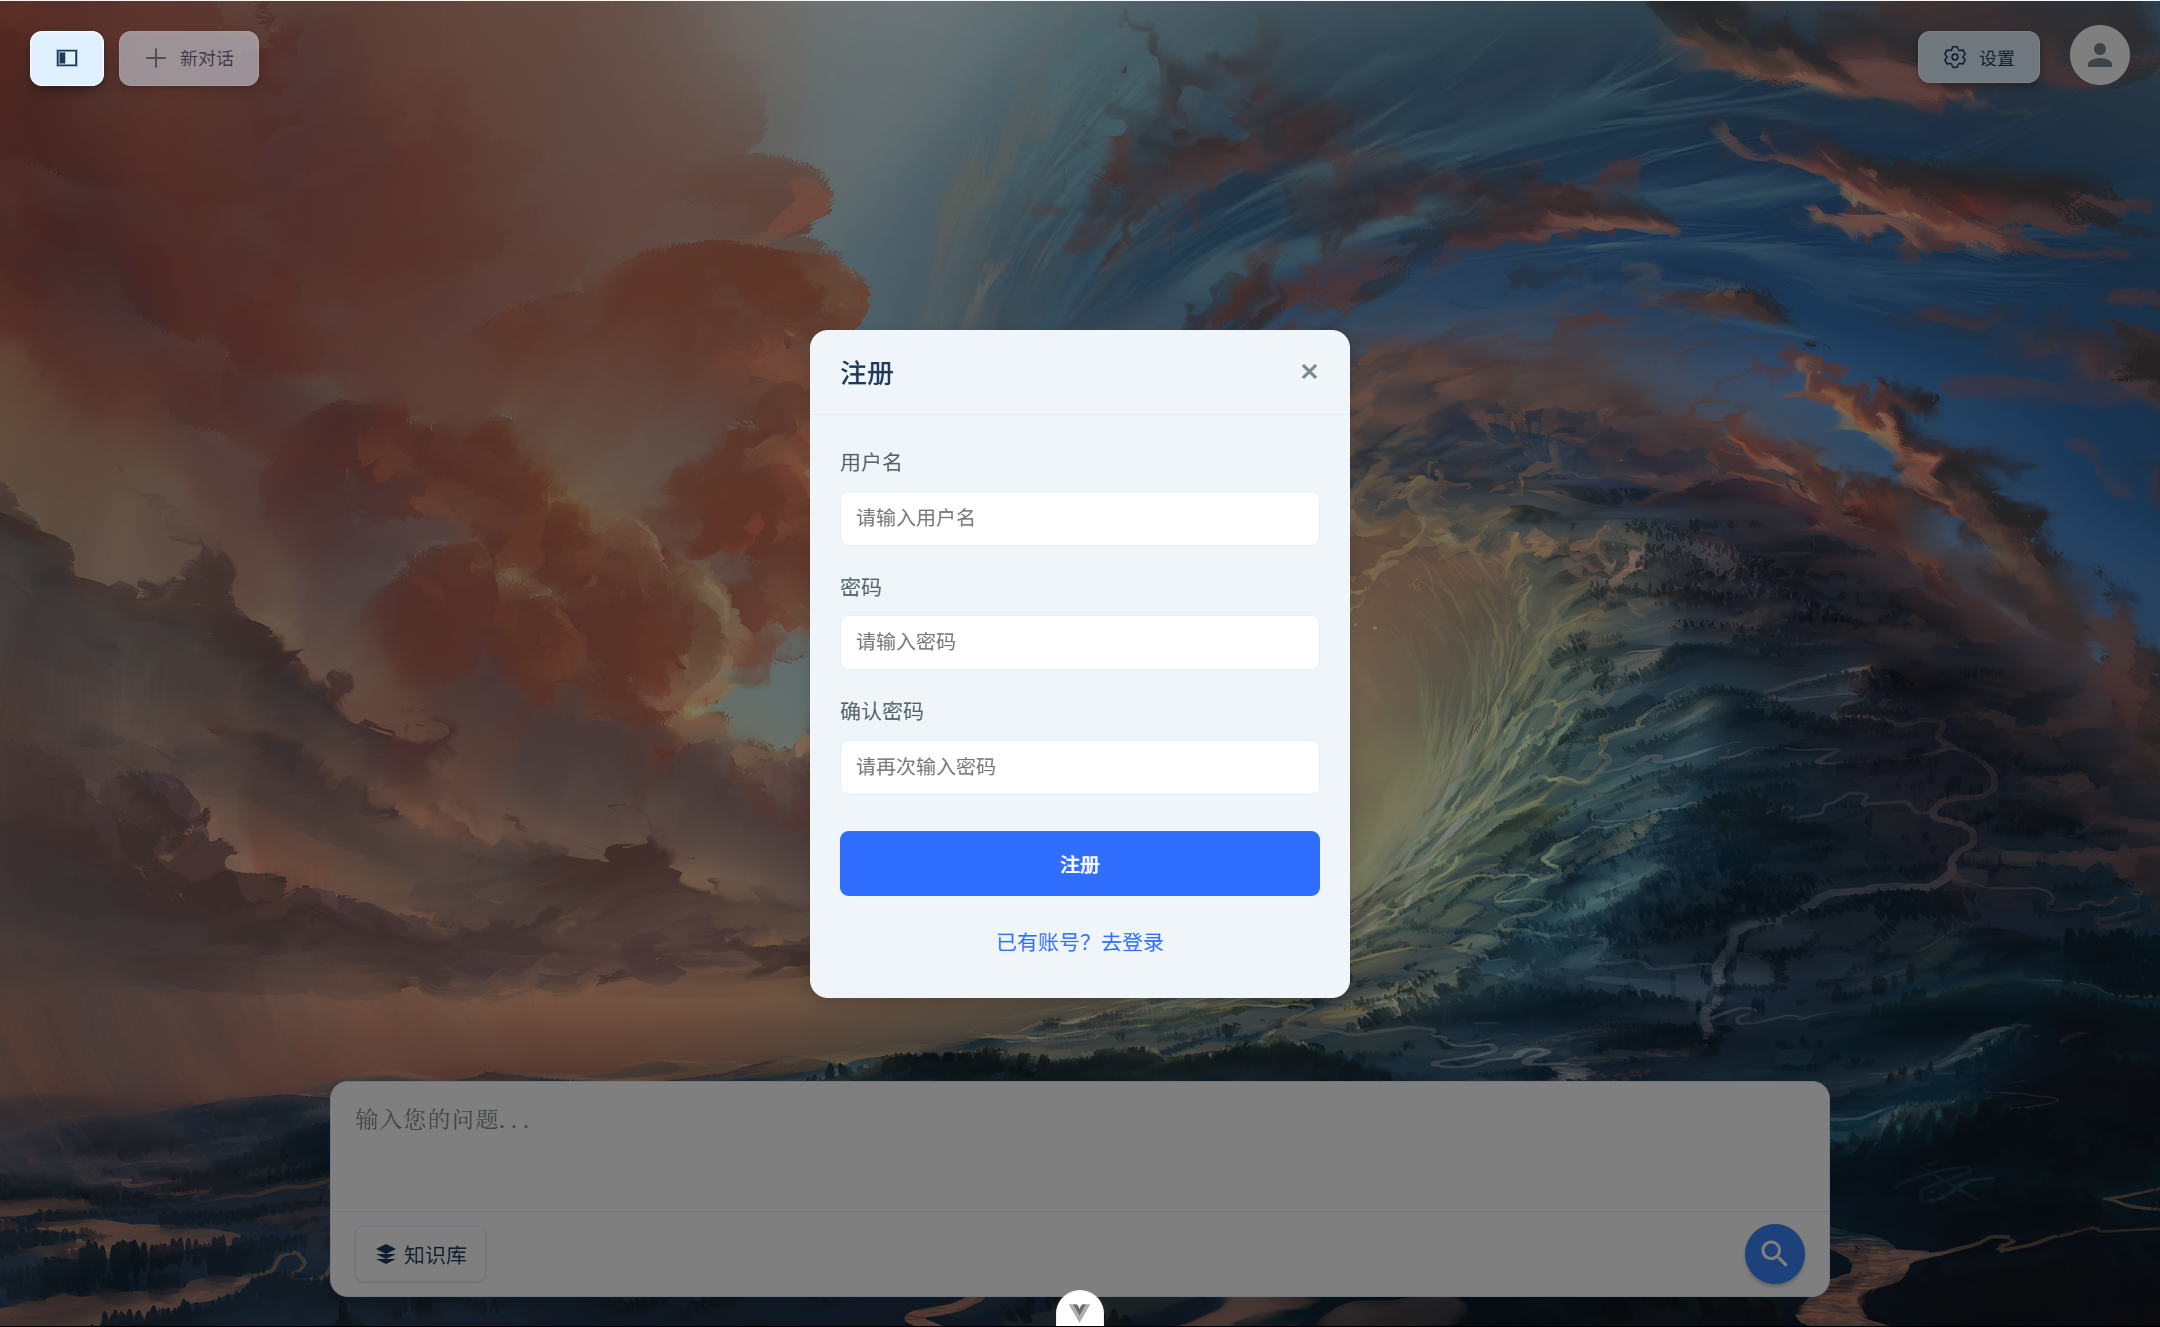 新对话
设置
注册
用户名
请输入用户名
密码
请输入密码
确认密码
请再次输入密码
注册
已有账号？去登录
输入您的问题...
知识库